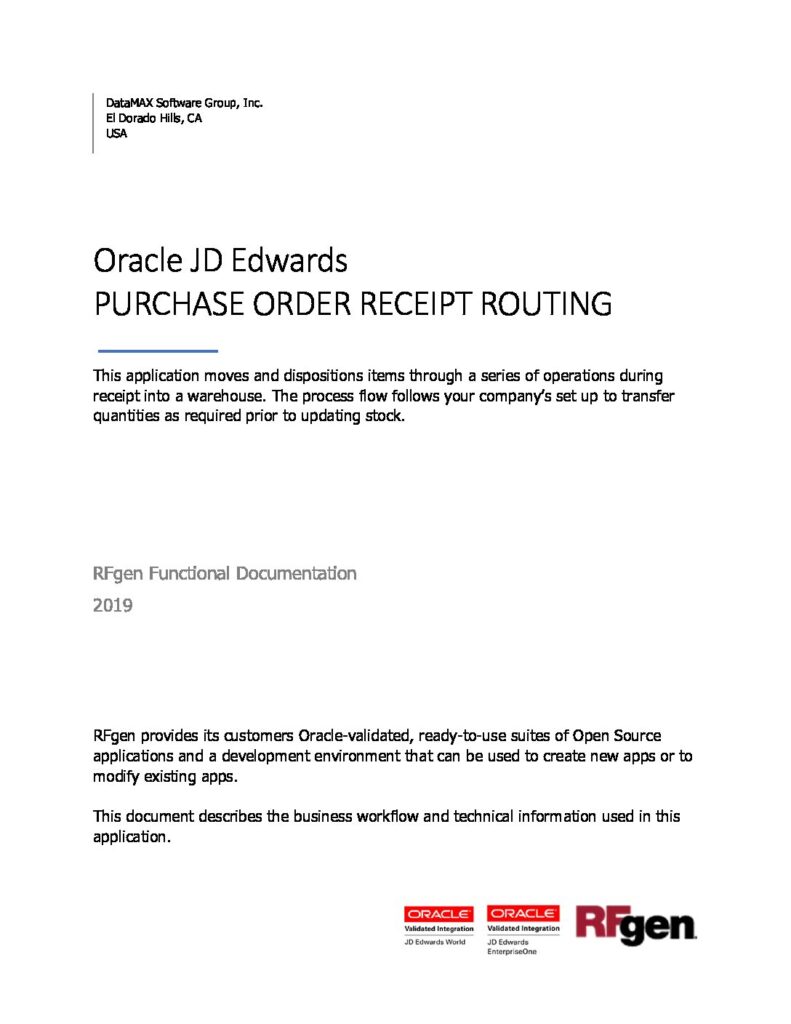 DataMAX Software Group, Inc.
El Dorado Hills, CA
USA
Oracle JD Edwards
PURCHASE ORDER RECEIPT ROUTING
This application moves and dispositions items through a series of operations during
receipt into a warehouse. The process flow follows your company's set up to transfer
quantities as required prior to updating stock.
RFgen Functional Documentation
2019
RFgen provides its customers Oracle-validated, ready-to-use suites of Open Source
applications and a development environment that can be used to create new apps or to
modify existing apps.
This document describes the business workflow and technical information used in this
application.
ORACLE
Validated Integration
JD Edwards World
ORACLE
Validated Integration
JD Edwards
EnterpriseOne
RFgen